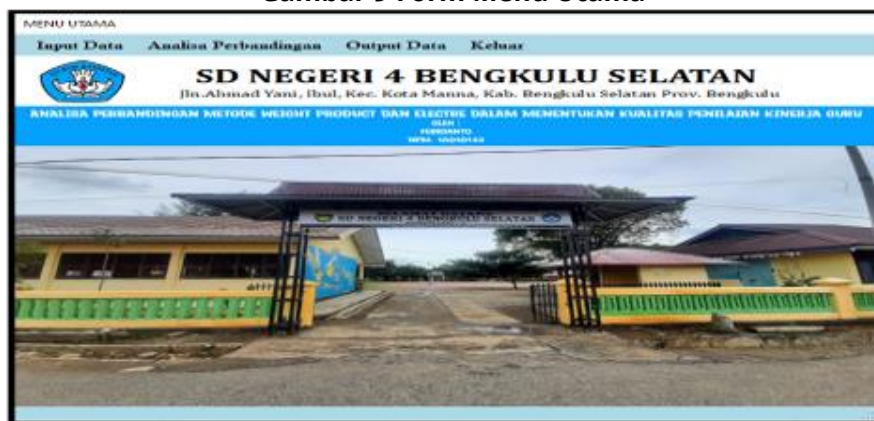 Gambar 9 Form Menu Utama
MENU UTAMA
Input Data Analisa Perbandingan Output Data Keluar
SD NEGERI 4 BENGKULU SELATAN
Jln.Ahmad Yani, Ibul, Kec. Kota Manna, Kab. Bengkulu Selatan Prov. Bengkulu
ANALISA PERBANDINGAN METODE WEIGHT PRODUCT DAN ELECTRE DALAM MENENTUKAN KUALITAS PENILAIAN KINERJA GURU
OLEH :
SD NEGERI 4 BENGKULU SELATAN